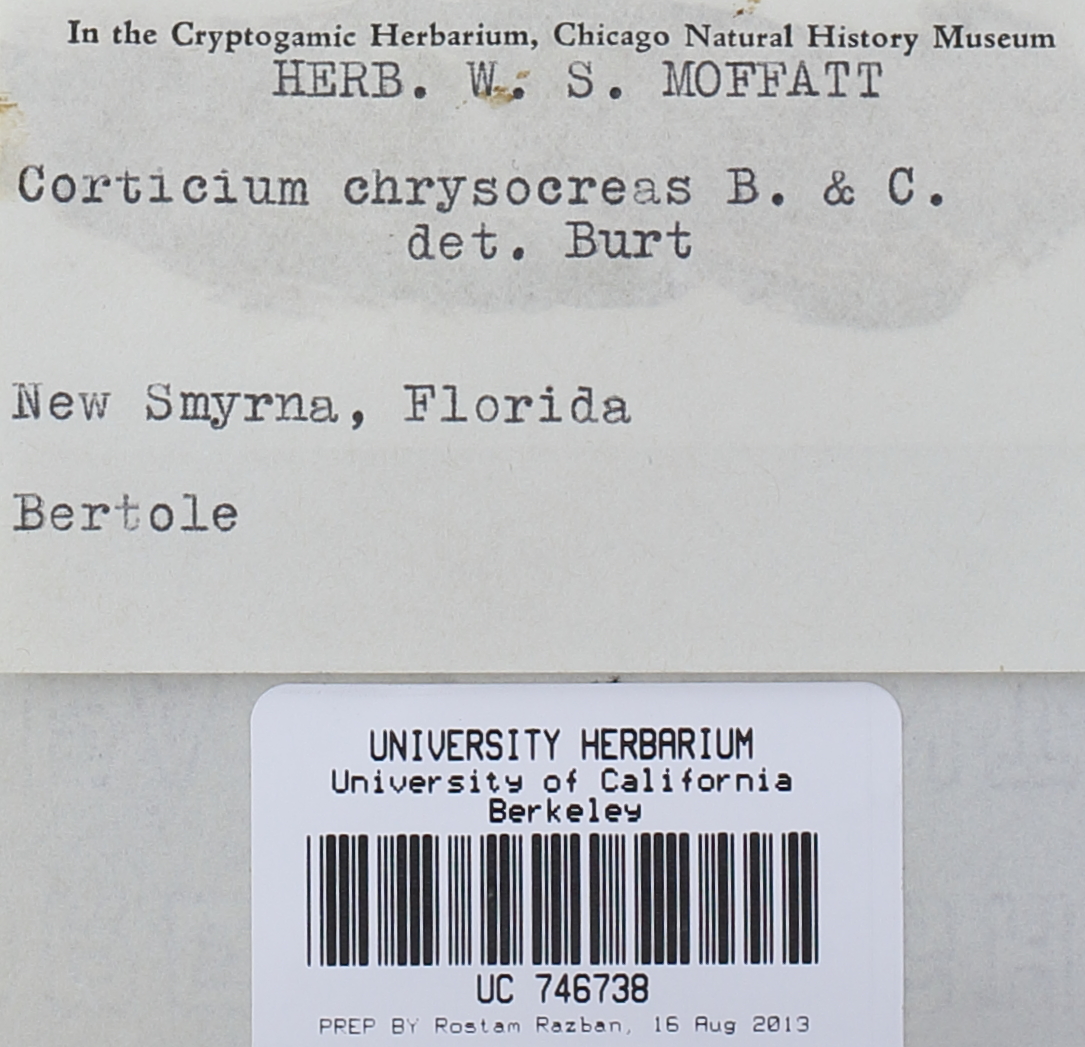 In the Cryptogamic Herbarium, Chicago Natural History Museum
HERB. W. S. MOFFATT
Corticium chrysocreas B. & C.
det. Burt
New Smyrna, Florida
Bertole
UNIVERSITY HERBARIUM
University of California
Berkeley
UC 746738
PREP BY Rostam Razban, 16 Aug 2013